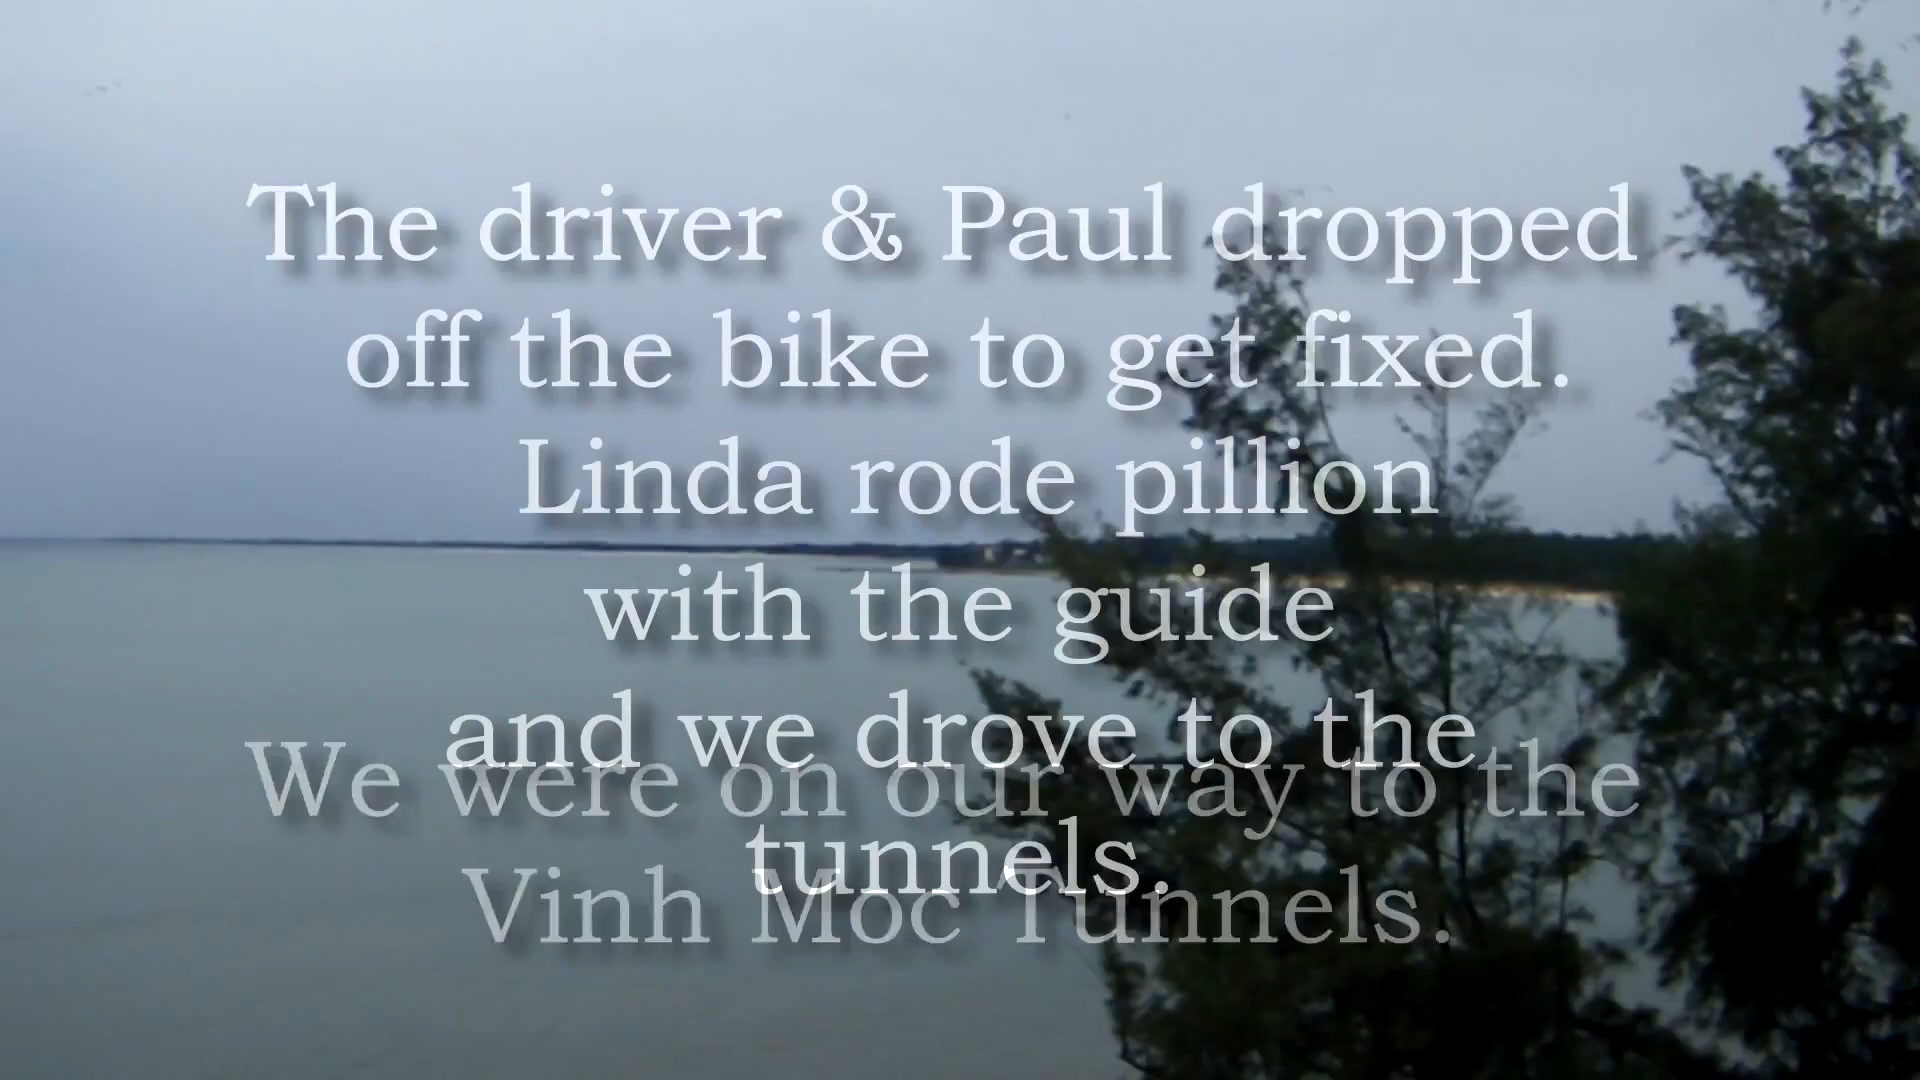 The driver & Paul dropped
off the bike to get fixed.
Linda rode pillion
with the guide
and we drove to the
We were on our way to the
tunnels.
Vinh Moc Tunnels.